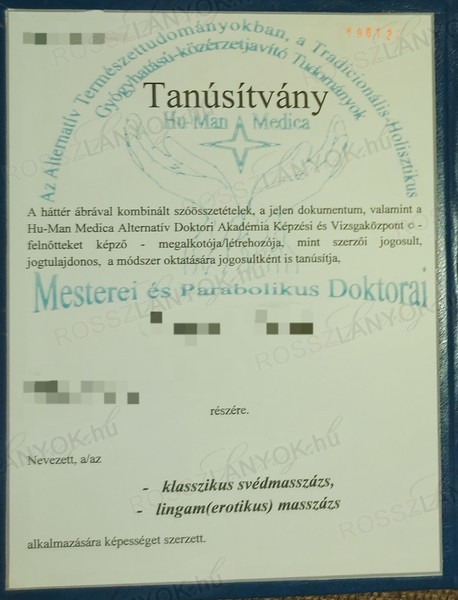 Az Alternatív Természettudományokban, a Tradicionális-Holisztikus
Gyógyhatású-közérzetjavító Tudományok
Tanúsítvány
Hu-Man Medica
A háttér ábrával kombinált szóösszetételek, a jelen dokumentum, valamint a
Hu-Man Medica Alternatív Doktori Akadémia Képzési és Vizsgaközpont -
felnőtteket képző - megalkotója/létrehozója, mint szerzői jogosult,
jogtulajdonos, a módszer oktatására jogosultként is tanúsítja,
Mesterei és Parabolikus Doktorai
részére.
Nevezett, a/az
- klasszikus svédmasszázs,
- lingam(erotikus) masszázs
alkalmazására képességet szerzett.
ROSSZLÁNYOK.hu